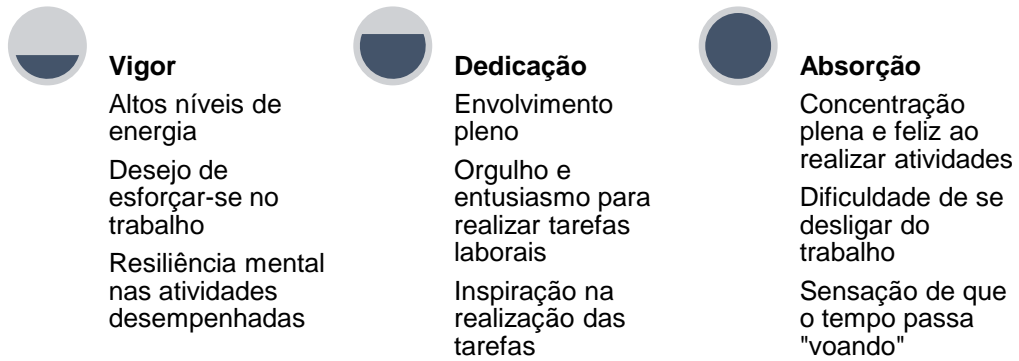 Vigor
Altos níveis de
energia
Desejo de
esforçar-se no
trabalho
Resiliência mental
nas atividades
desempenhadas
Dedicação
Envolvimento
pleno
Orgulho e
entusiasmo para
realizar tarefas
laborais
Inspiração na
realização das
tarefas
Absorção
Concentração
plena e feliz ao
realizar atividades
Dificuldade de se
desligar do
trabalho
Sensação de que
o tempo passa
"voando"